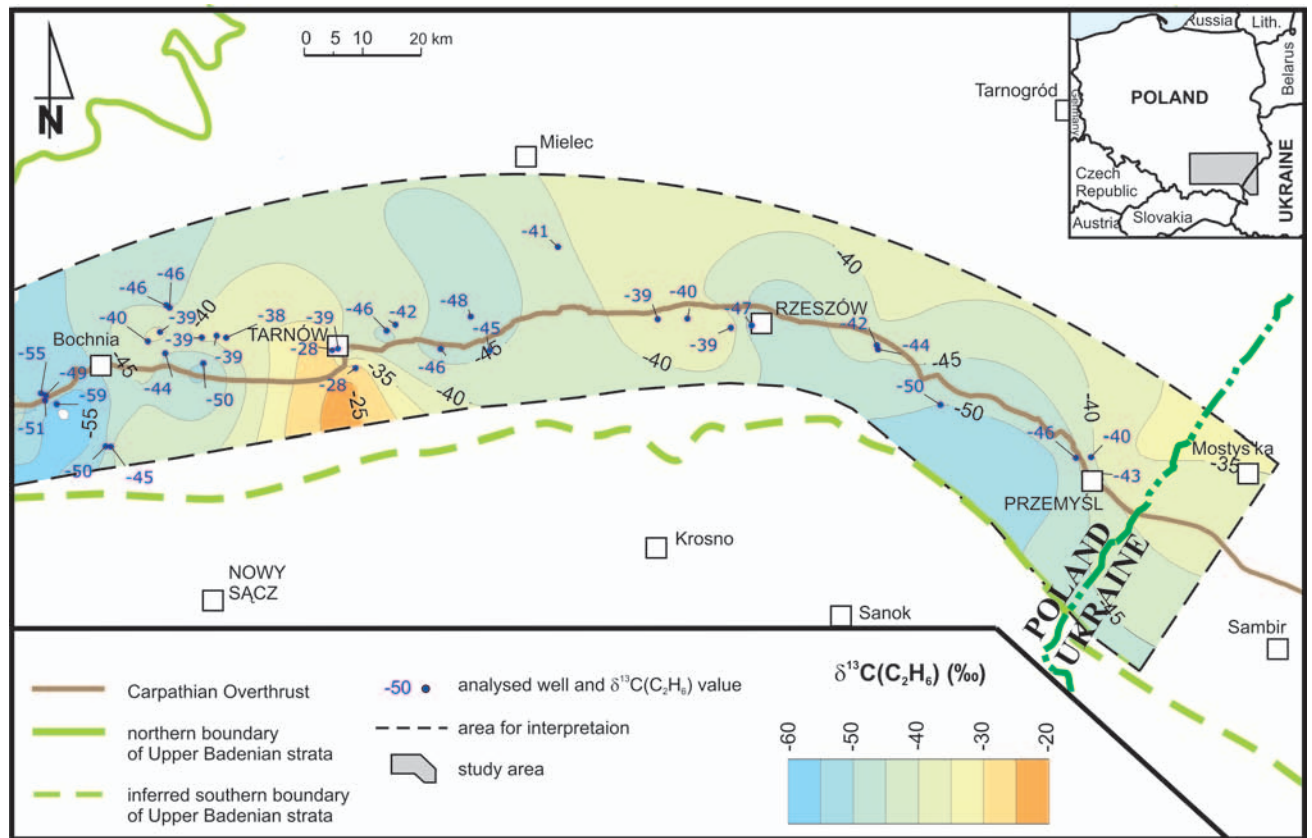 0 5 10 20 km
N
Mielec
Tarnogród
Russia
Lith.
Belarus
Germany
POLAND
UKRAINE
Czech
Republic
Austria
Slovakia
-41
-40
-46
-46
-40
-40
-39
-39
-38
-39
-39
-46
-42
-48
-45
-46
-45
-39
-40
-39
-47
RZESZÓW
-40
TARNÓW
-28
-28
-35
-25
-40
Bochnia
-45
-44
-50
-55
-49
-59
-51
-55
-50
-45
-42
-44
-45
-50
-50
-46
-40
-40
-43
Mostys'ka
-35
PRZEMYŚL
-45
POLAND
UKRAINE
NOWY
SĄCZ
Krosno
Sanok
Sambir
Carpathian Overthrust
northern boundary
of Upper Badenian strata
inferred southern boundary
of Upper Badenian strata
-50 analysed well and δ¹³C(C₂H₆) value
area for interpretaion
study area
δ¹³C(C₂H₆) (‰)
-60
-50
-40
-30
-20